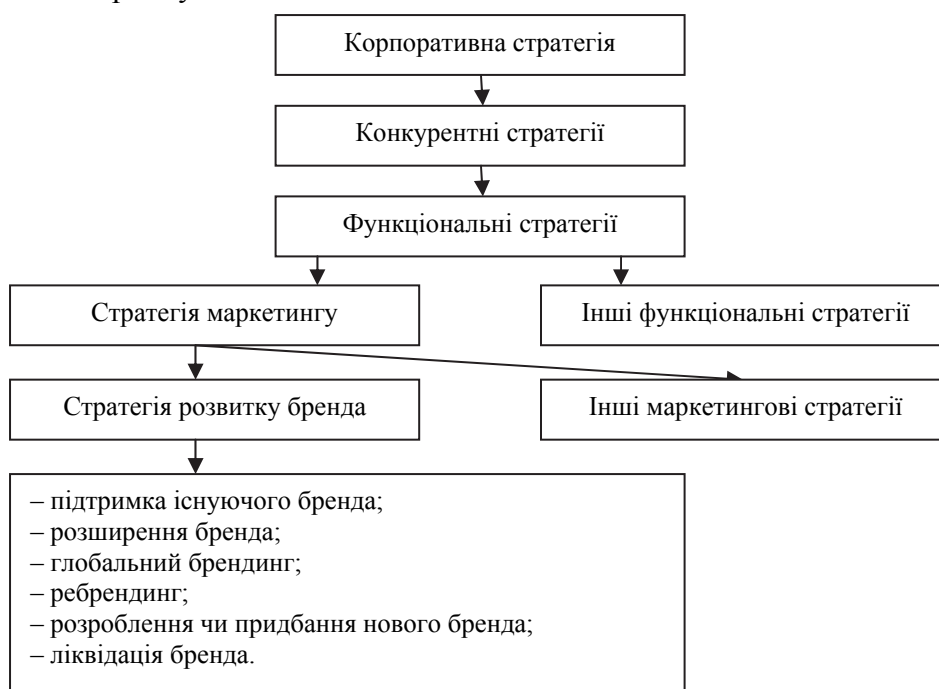 Корпоративна стратегія
Конкурентні стратегії
Функціональні стратегії
Стратегія маркетингу
Інші функціональні стратегії
Стратегія розвитку бренда
Інші маркетингові стратегії
– підтримка існуючого бренда;
– розширення бренда;
– глобальний брендинг;
– ребрендинг;
– розроблення чи придбання нового бренда;
– ліквідація бренда.